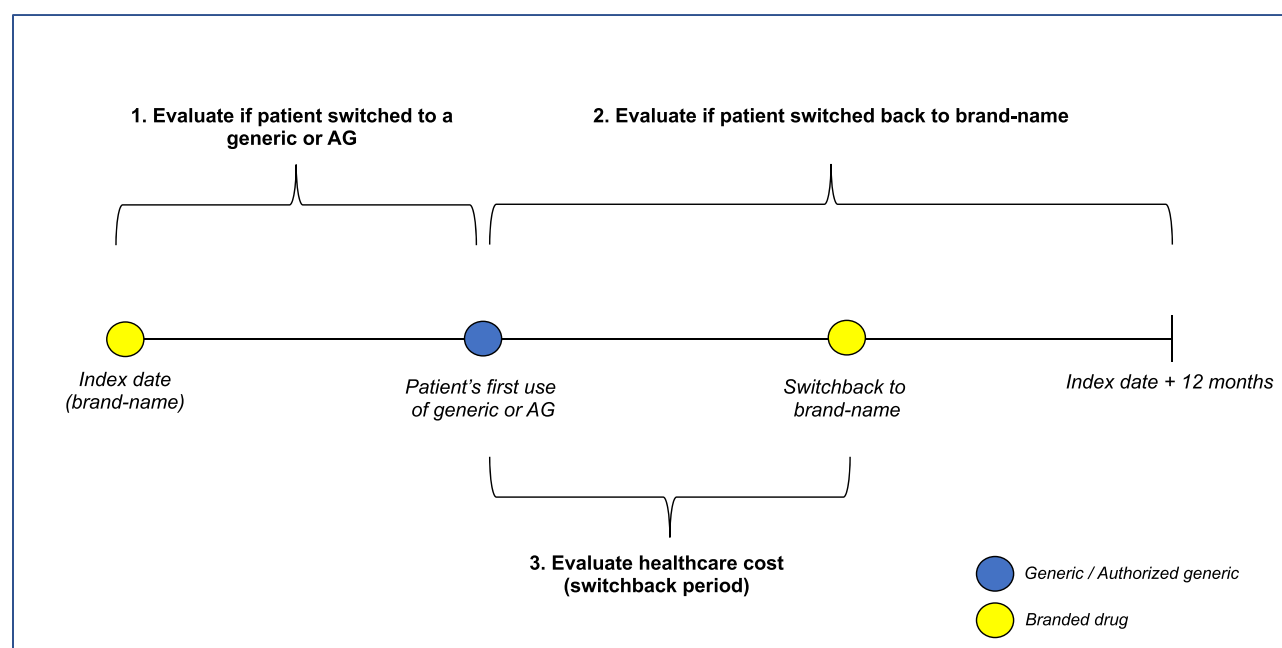 1. Evaluate if patient switched to a
generic or AG
2. Evaluate if patient switched back to brand-name
Index date
(brand-name)
Patient's first use
of generic or AG
Switchback to
brand-name
Index date + 12 months
3. Evaluate healthcare cost
(switchback period)
Generic / Authorized generic
Branded drug